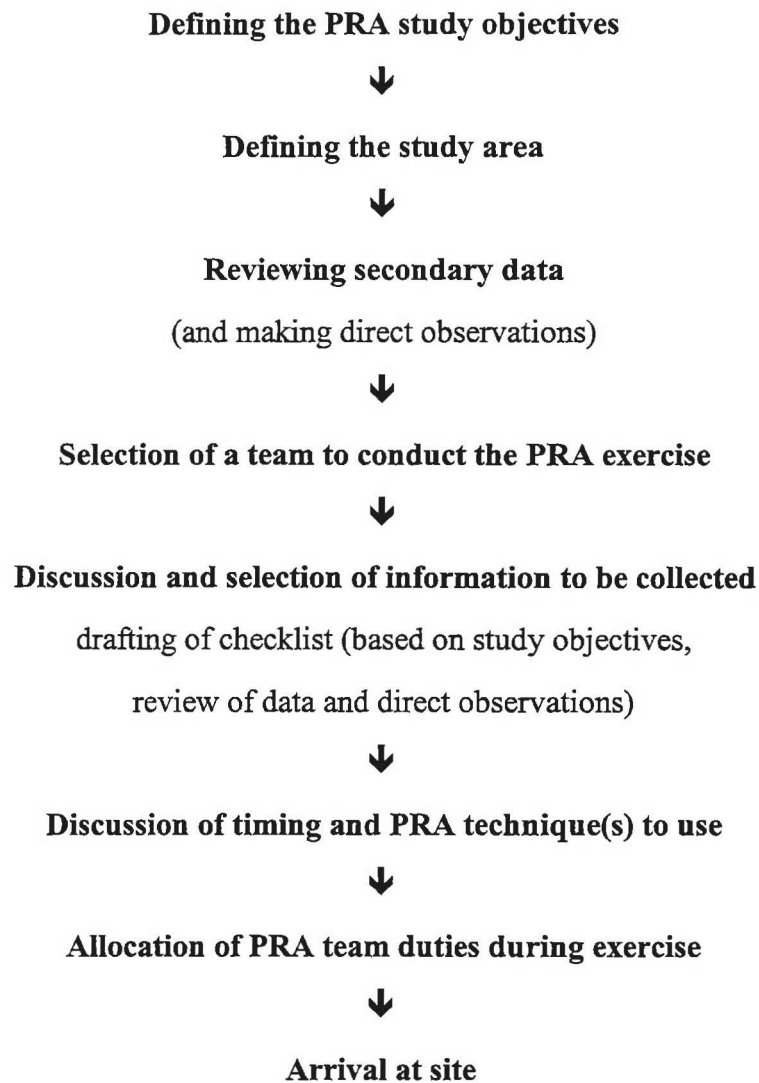 Defining the PRA study objectives
↓
Defining the study area
↓
Reviewing secondary data
(and making direct observations)
↓
Selection of a team to conduct the PRA exercise
↓
Discussion and selection of information to be collected
drafting of checklist (based on study objectives,
review of data and direct observations)
↓
Discussion of timing and PRA technique(s) to use
↓
Allocation of PRA team duties during exercise
↓
Arrival at site